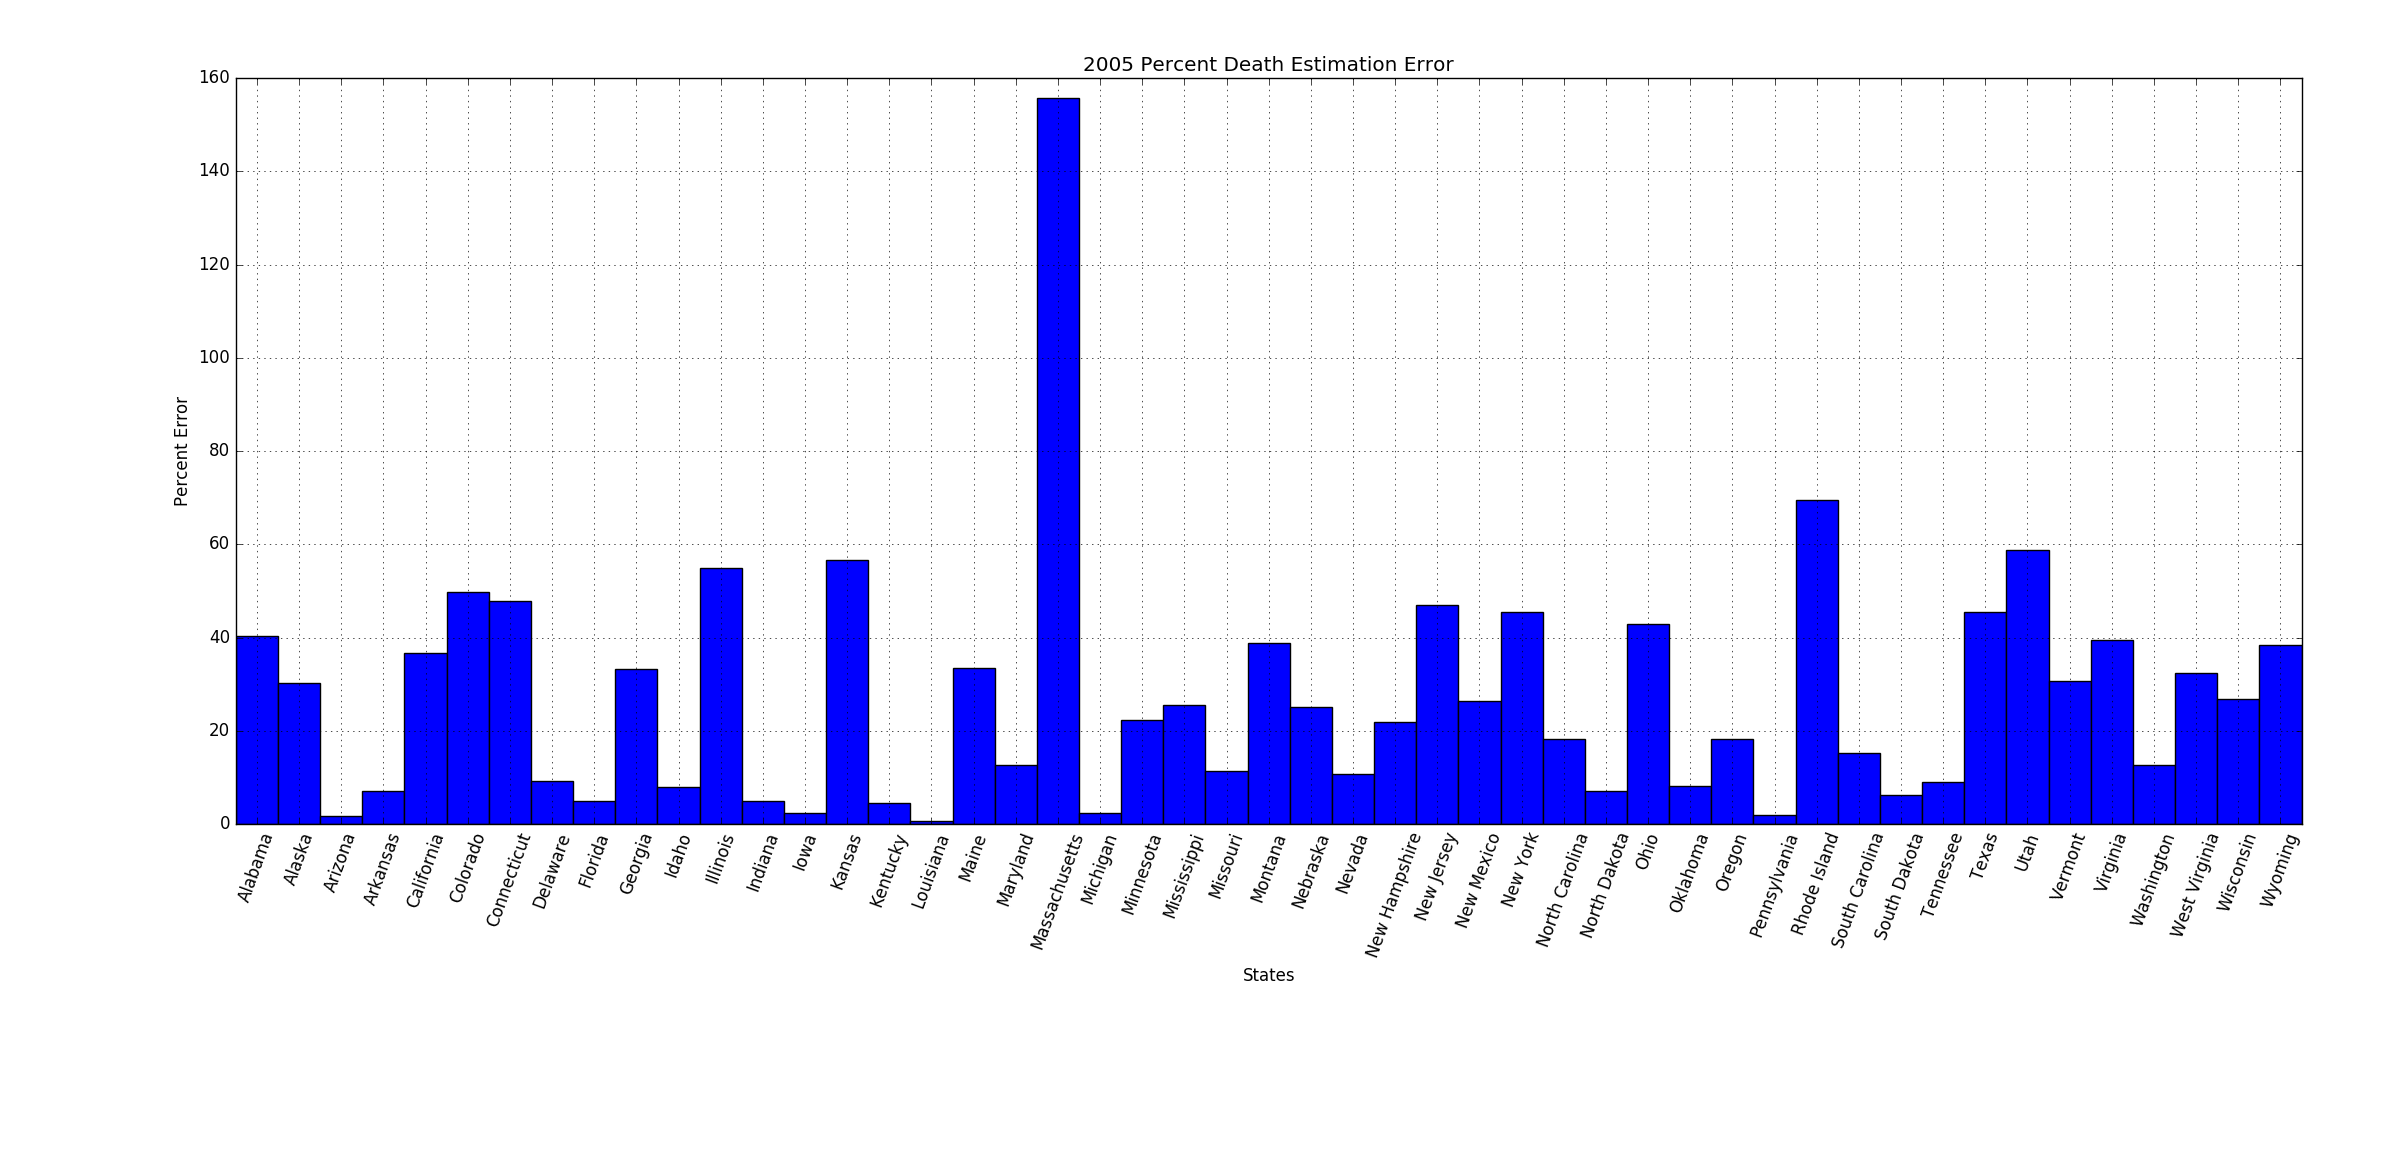 2005 Percent Death Estimation Error
160
140
120
100
80
60
40
20
0
Percent Error
Alabama
Alaska
Arizona
Arkansas
California
Colorado
Connecticut
Delaware
Florida
Georgia
Idaho
Illinois
Indiana
Iowa
Kansas
Kentucky
Louisiana
Maine
Maryland
Massachusetts
Michigan
Minnesota
Mississippi
Missouri
Montana
Nebraska
Nevada
New Hampshire
New Jersey
New Mexico
New York
North Carolina
North Dakota
Ohio
Oklahoma
Oregon
Pennsylvania
Rhode Island
South Carolina
South Dakota
Tennessee
Texas
Utah
Vermont
Virginia
Washington
West Virginia
Wisconsin
Wyoming
States